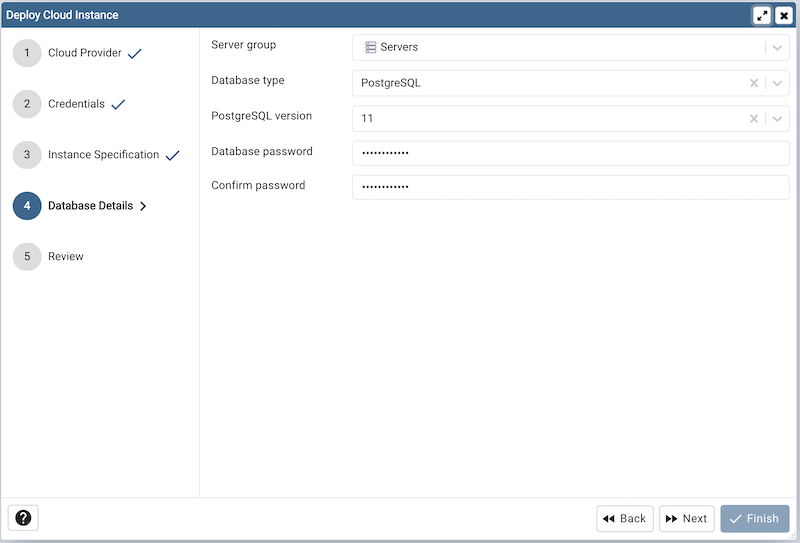 Deploy Cloud Instance
1 Cloud Provider
2 Credentials
3 Instance Specification
4 Database Details
5 Review
Server group Servers
Database type PostgreSQL
PostgreSQL version 11
Database password ••••••••••••
Confirm password ••••••••••••
? Back Next Finish